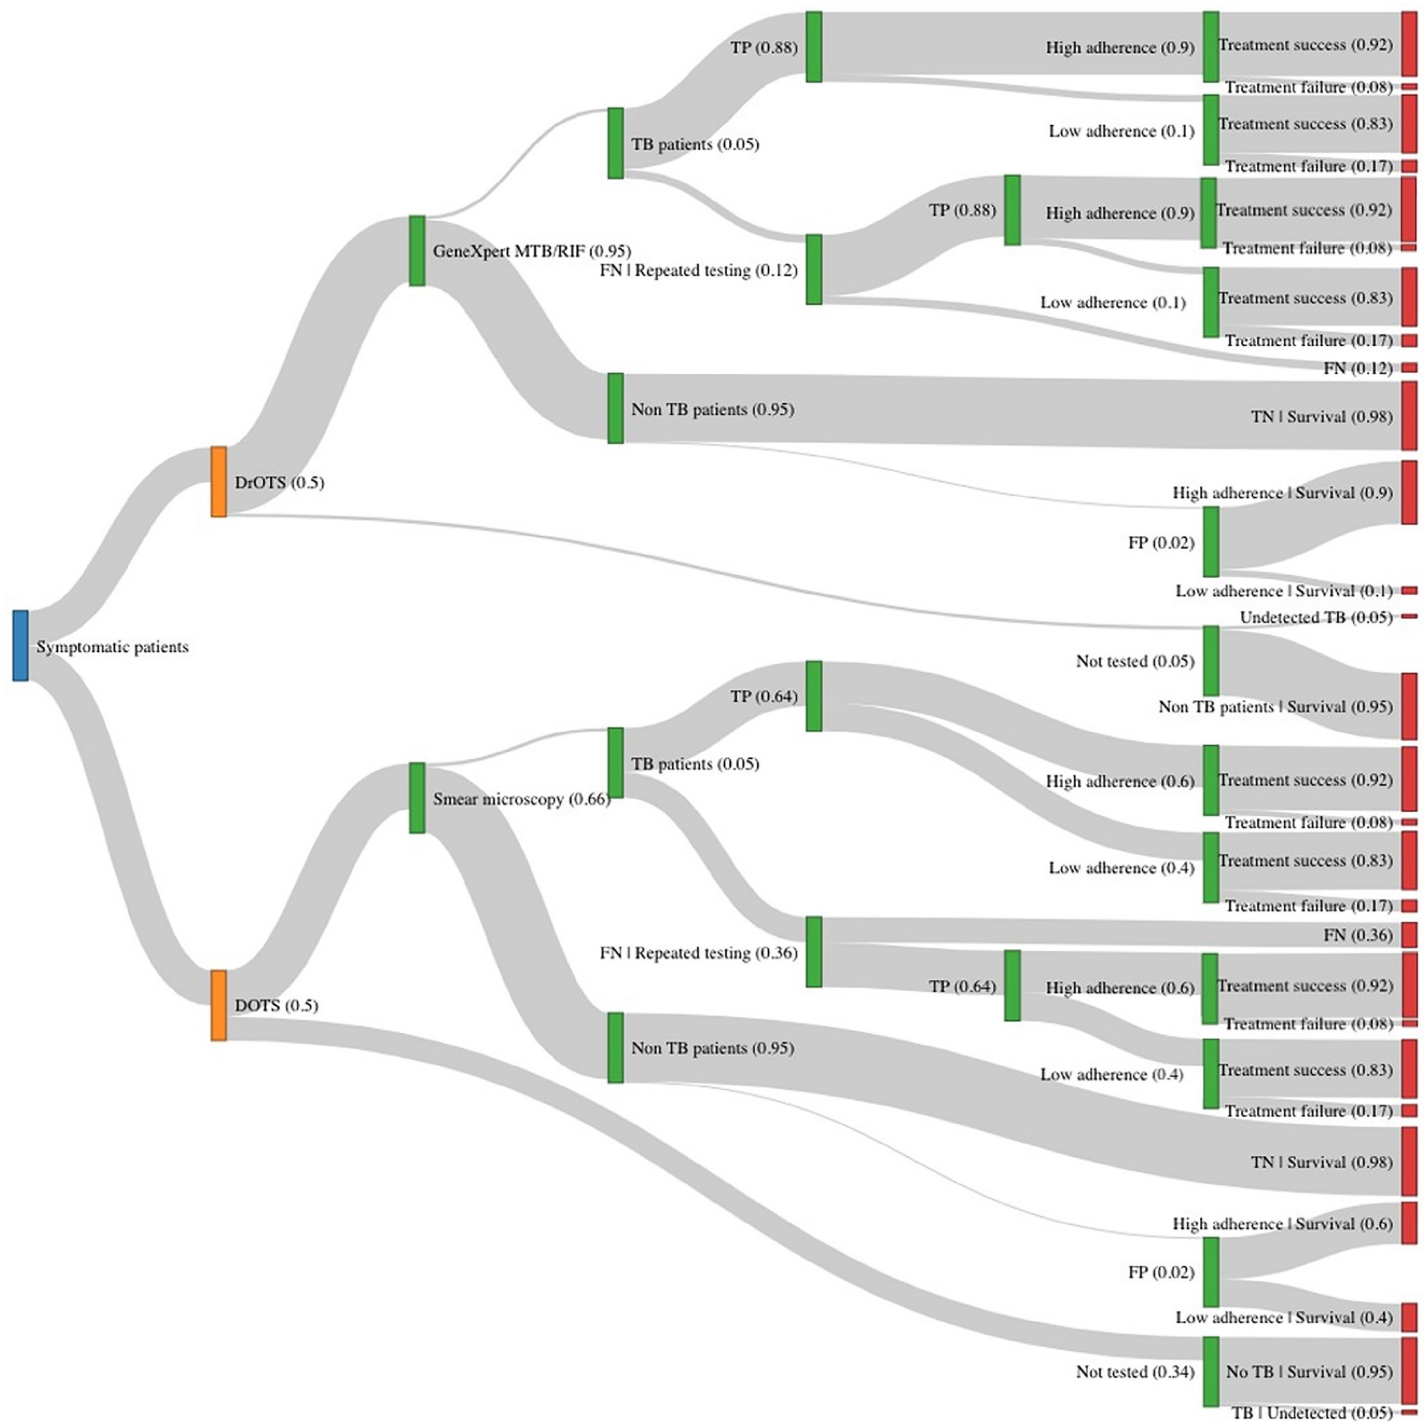 TP (0.88)
High adherence (0.9)
Treatment success (0.92)
Treatment failure (0.08)
Low adherence (0.1)
Treatment success (0.83)
Treatment failure (0.17)
TB patients (0.05)
TP (0.88)
High adherence (0.9)
Treatment success (0.92)
Treatment failure (0.08)
GeneXpert MTB/RIF (0.95)
FN | Repeated testing (0.12)
Low adherence (0.1)
Treatment success (0.83)
Treatment failure (0.17)
FN (0.12)
Non TB patients (0.95)
TN | Survival (0.98)
DrOTS (0.5)
High adherence | Survival (0.9)
FP (0.02)
Low adherence | Survival (0.1)
Undetected TB (0.05)
Symptomatic patients
Not tested (0.05)
Non TB patients | Survival (0.95)
TP (0.64)
TB patients (0.05)
High adherence (0.6)
Treatment success (0.92)
Treatment failure (0.08)
Smear microscopy (0.66)
Low adherence (0.4)
Treatment success (0.83)
Treatment failure (0.17)
FN (0.36)
FN | Repeated testing (0.36)
TP (0.64)
High adherence (0.6)
Treatment success (0.92)
Treatment failure (0.08)
DOTS (0.5)
Non TB patients (0.95)
Low adherence (0.4)
Treatment success (0.83)
Treatment failure (0.17)
TN | Survival (0.98)
High adherence | Survival (0.6)
FP (0.02)
Low adherence | Survival (0.4)
Not tested (0.34)
No TB | Survival (0.95)
TB | Undetected (0.05)